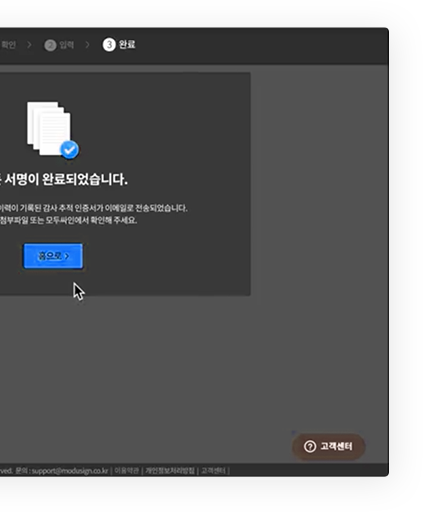 확인 > 2 입력 > 3 완료
서명이 완료되었습니다.
이력이 기록된 감사 추적 인증서가 이메일로 전송되었습니다.
첨부파일 또는 모두싸인에서 확인해 주세요.
홈으로 >
? 고객센터
ved. 문의 : support@modusign.co.kr | 이용약관 | 개인정보처리방침 | 고객센터 |